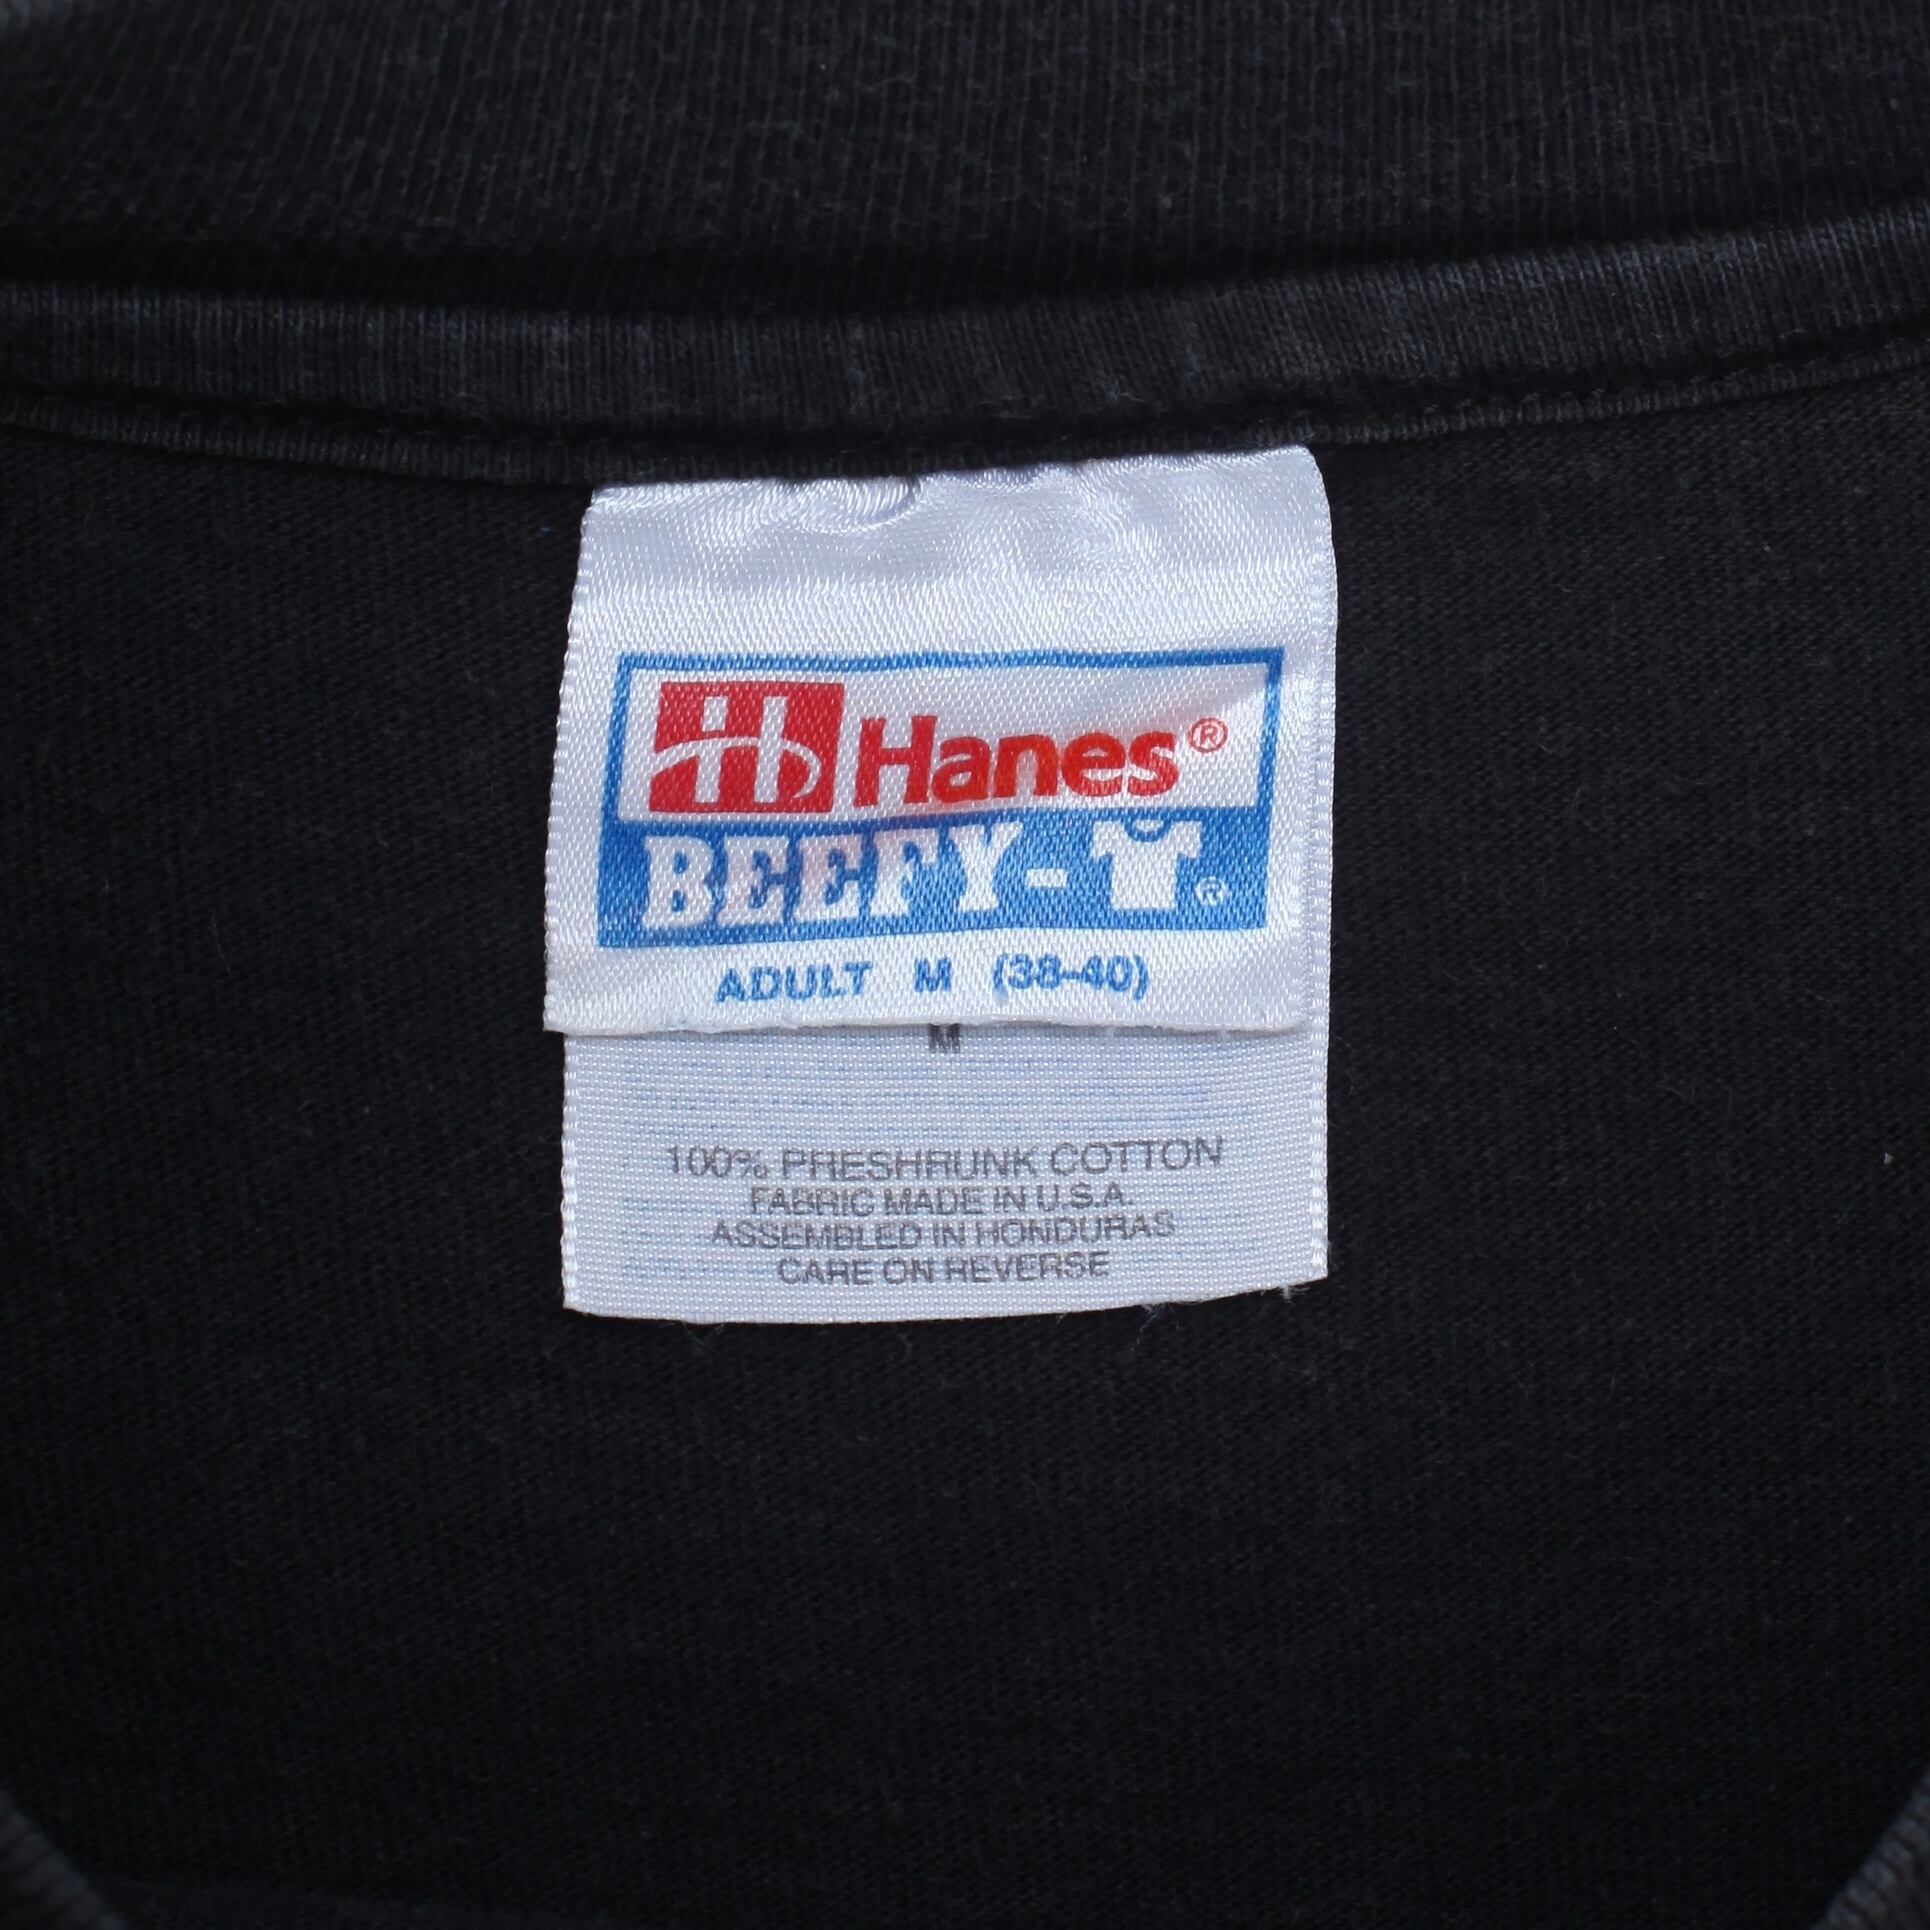 Hanes®
BEEFY-T®
ADULT M (38-40)
M
100% PRESHRUNK COTTON
FABRIC MADE IN U.S.A.
ASSEMBLED IN HONDURAS
CARE ON REVERSE